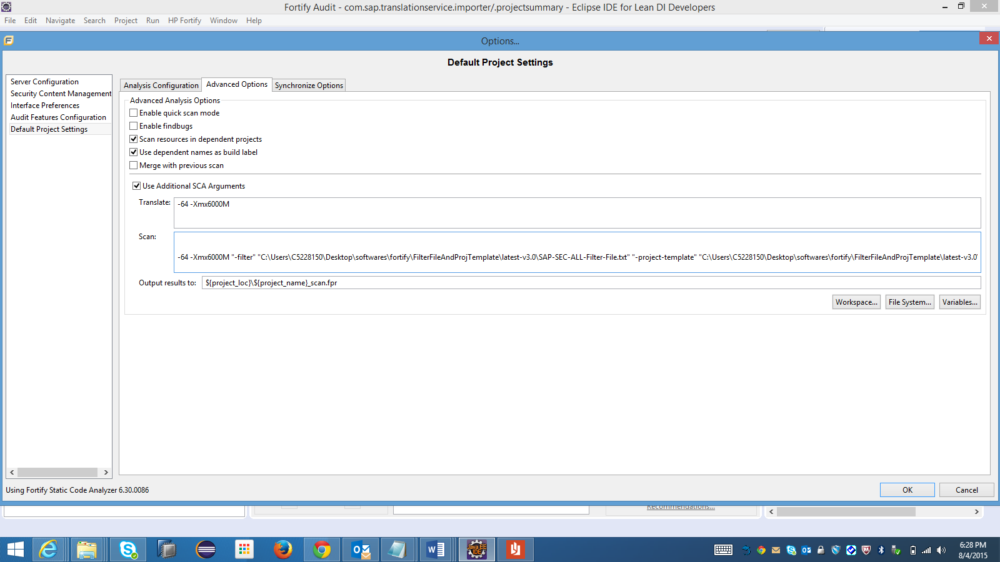 Fortify Audit - com.sap.translationservice.importer/.projectsummary - Eclipse IDE for Lean DI Developers
File Edit Navigate Search Project Run HP Fortify Window Help
Options...
Default Project Settings
Server Configuration
Security Content Management
Interface Preferences
Audit Features Configuration
Default Project Settings
Analysis Configuration Advanced Options Synchronize Options
Advanced Analysis Options
Enable quick scan mode
Enable findbugs
Scan resources in dependent projects
Use dependent names as build label
Merge with previous scan
Use Additional SCA Arguments
Translate: -64 -Xmx6000M
Scan:
-64 -Xmx6000M "-filter" "C:\Users\C5228150\Desktop\softwares\fortify\FilterFileAndProjTemplate\latest-v3.0\SAP-SEC-ALL-Filter-File.txt" "-project-template" "C:\Users\C5228150\Desktop\softwares\fortify\FilterFileAndProjTemplate\latest-v3.0\
Output results to: ${project_loc}\${project_name}_scan.fpr
Workspace... File System... Variables...
Using Fortify Static Code Analyzer 6.30.0086
OK Cancel
Recommendations...
Java EE
IDE
6:28 PM
8/4/2015